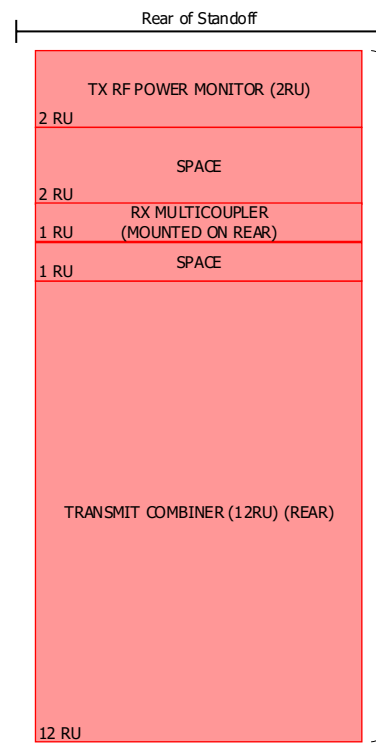 Rear of Standoff
TX RF POWER MONITOR (2RU)
2 RU
SPACE
2 RU
RX MULTICOUPLER
(MOUNTED ON REAR)
1 RU
SPACE
1 RU
TRANSMIT COMBINER (12RU) (REAR)
12 RU